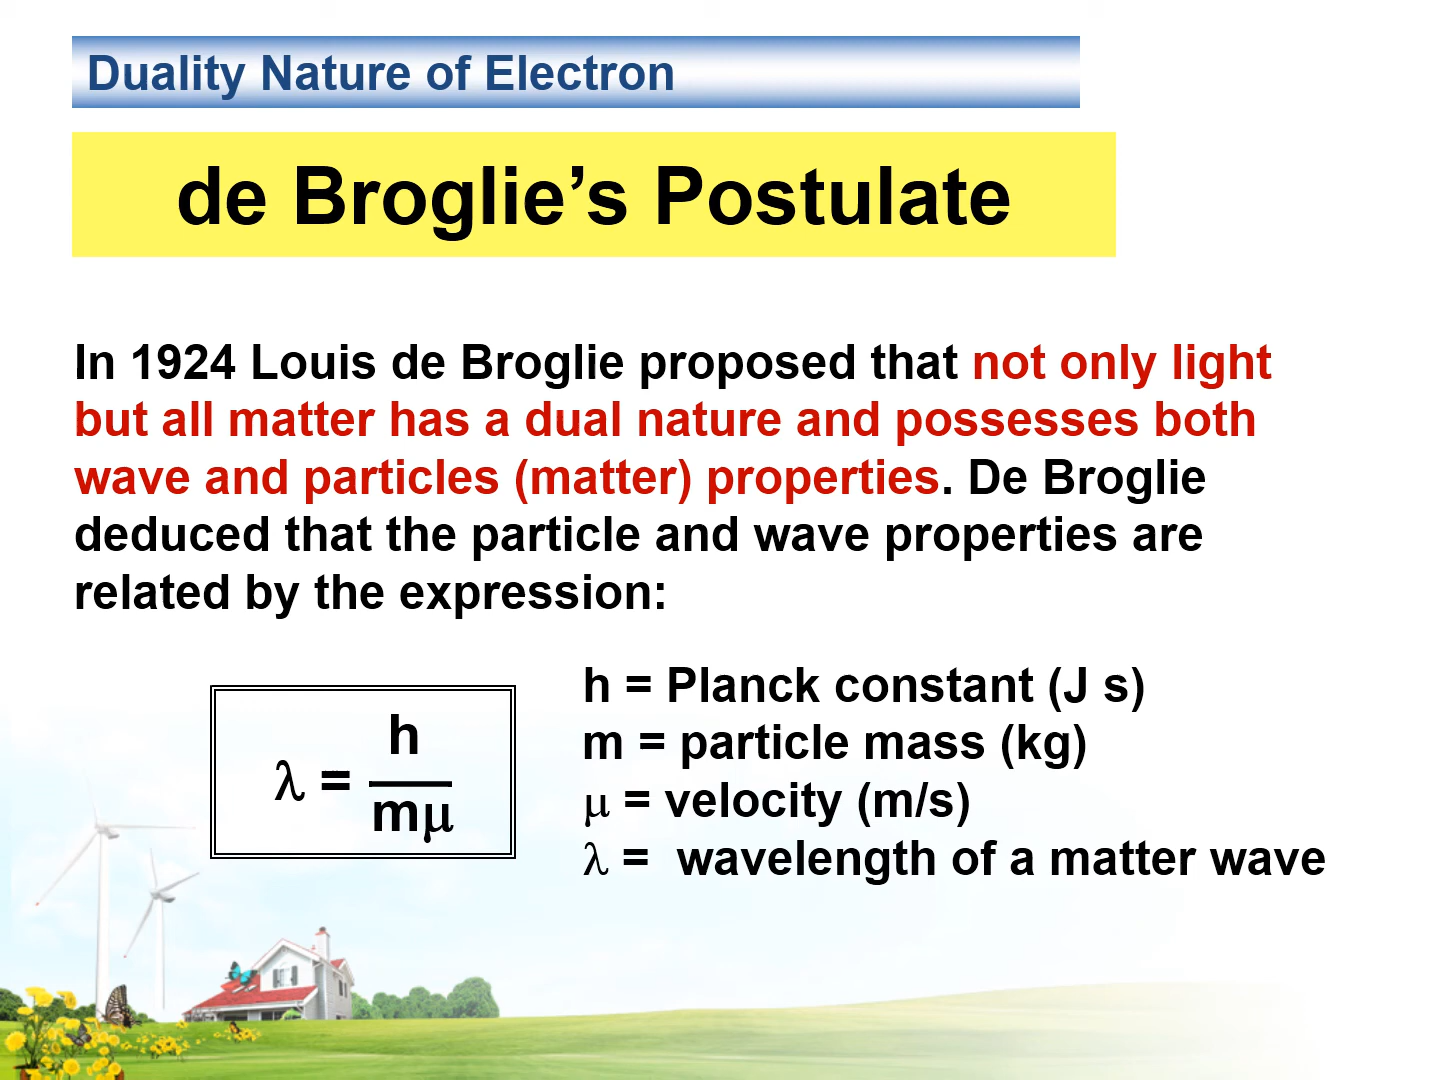 Duality Nature of Electron
de Broglie’s Postulate
In 1924 Louis de Broglie proposed that not only light
but all matter has a dual nature and possesses both
wave and particles (matter) properties. De Broglie
deduced that the particle and wave properties are
related by the expression:
λ = h / mμ
h = Planck constant (J s)
m = particle mass (kg)
μ = velocity (m/s)
λ = wavelength of a matter wave